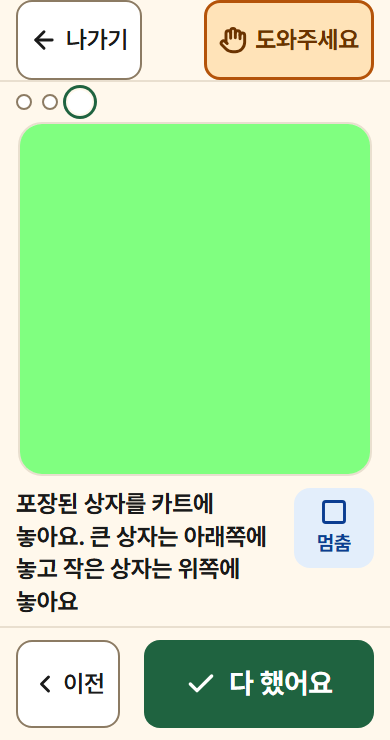 나가기
도와주세요
포장된 상자를 카트에
놓아요. 큰 상자는 아래쪽에
놓고 작은 상자는 위쪽에
놓아요
멈춤
이전
다 했어요